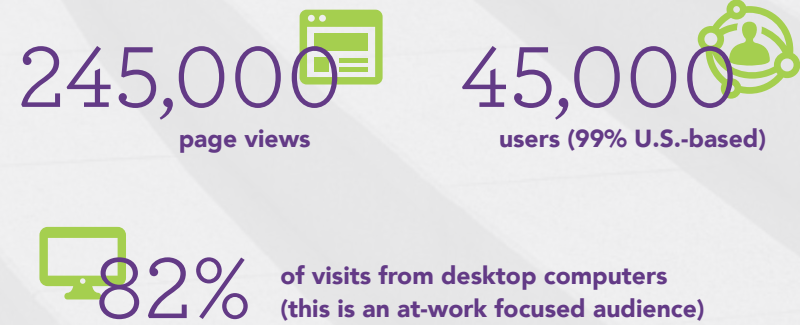 245,000
page views
45,000
users (99% U.S.-based)
82%
of visits from desktop computers
(this is an at-work focused audience)